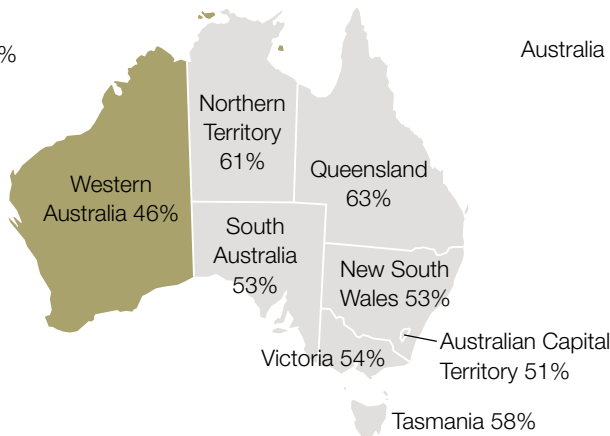 %
Australia
Northern
Territory
61%
Queensland
63%
Western
Australia 46%
South
Australia
53%
New South
Wales 53%
Australian Capital
Territory 51%
Victoria 54%
Tasmania 58%